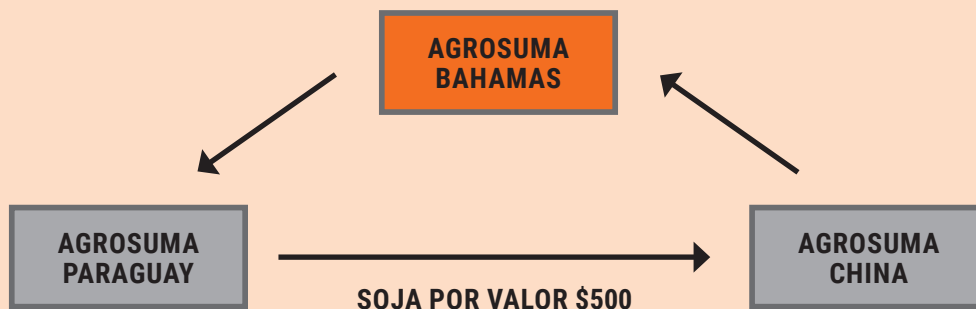 AGROSUMA
BAHAMAS
AGROSUMA
PARAGUAY
AGROSUMA
CHINA
SOJA POR VALOR $500